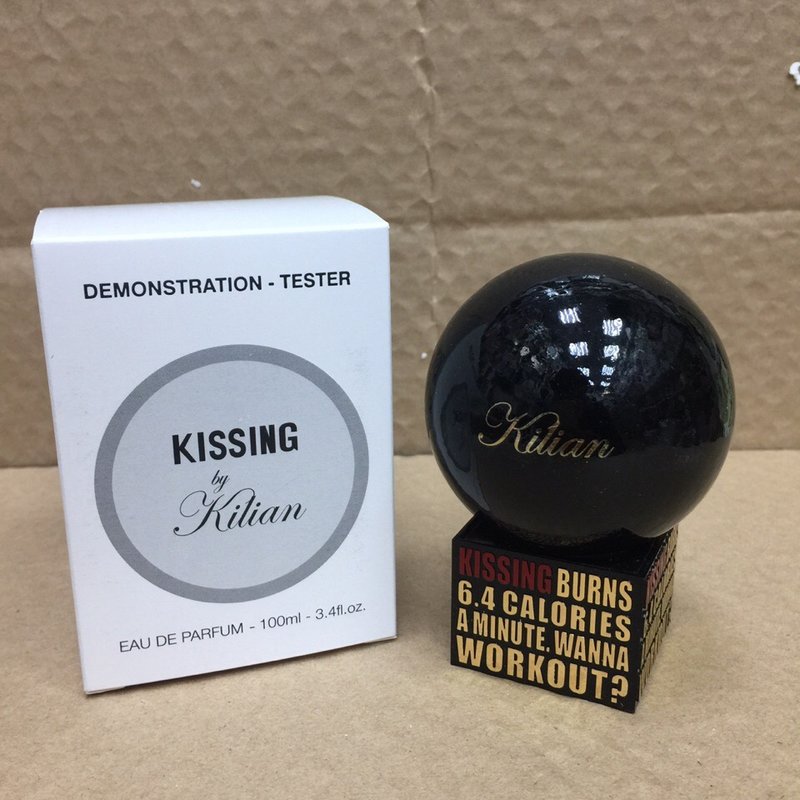 DEMONSTRATION - TESTER
KISSING
by
Kilian
EAU DE PARFUM - 100ml - 3.4fl.oz.
Kilian
KISSING BURNS
6.4 CALORIES
A MINUTE. WANNA
WORKOUT?